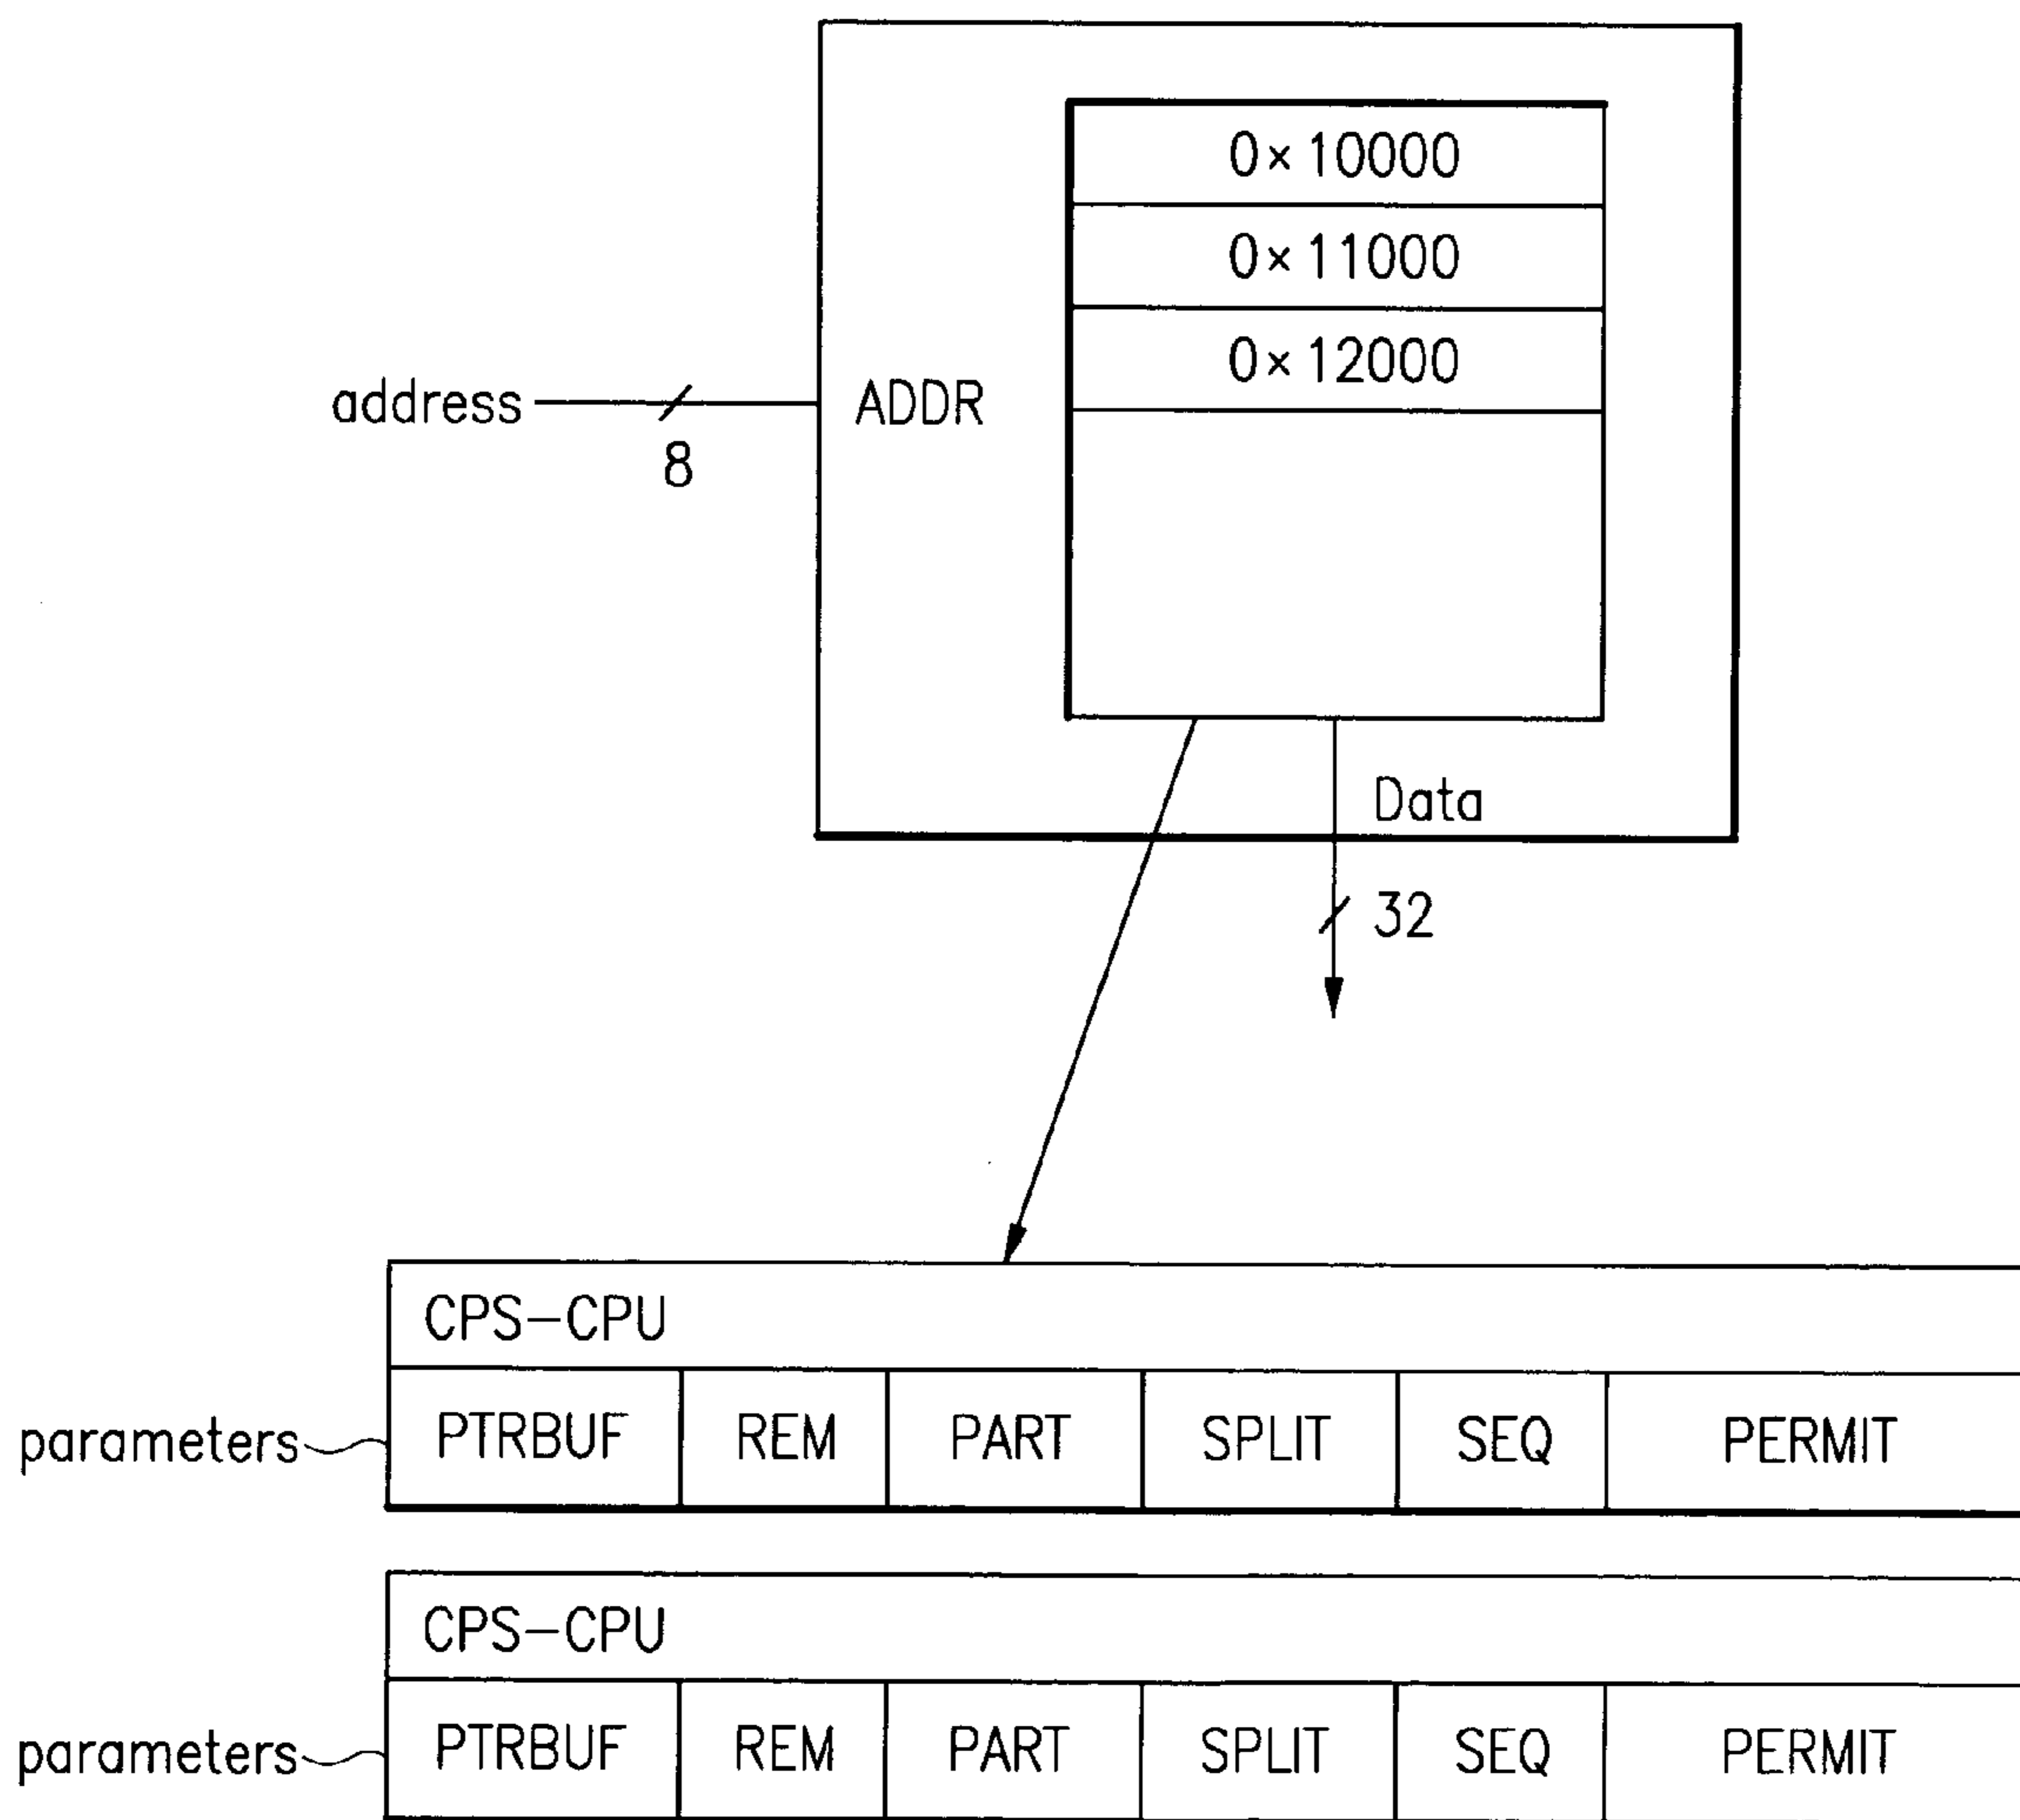 0×10000
0×11000
0×12000
address
8
ADDR
Data
32
CPS-CPU
parameters PTRBUF REM PART SPLIT SEQ PERMIT
CPS-CPU
parameters PTRBUF REM PART SPLIT SEQ PERMIT